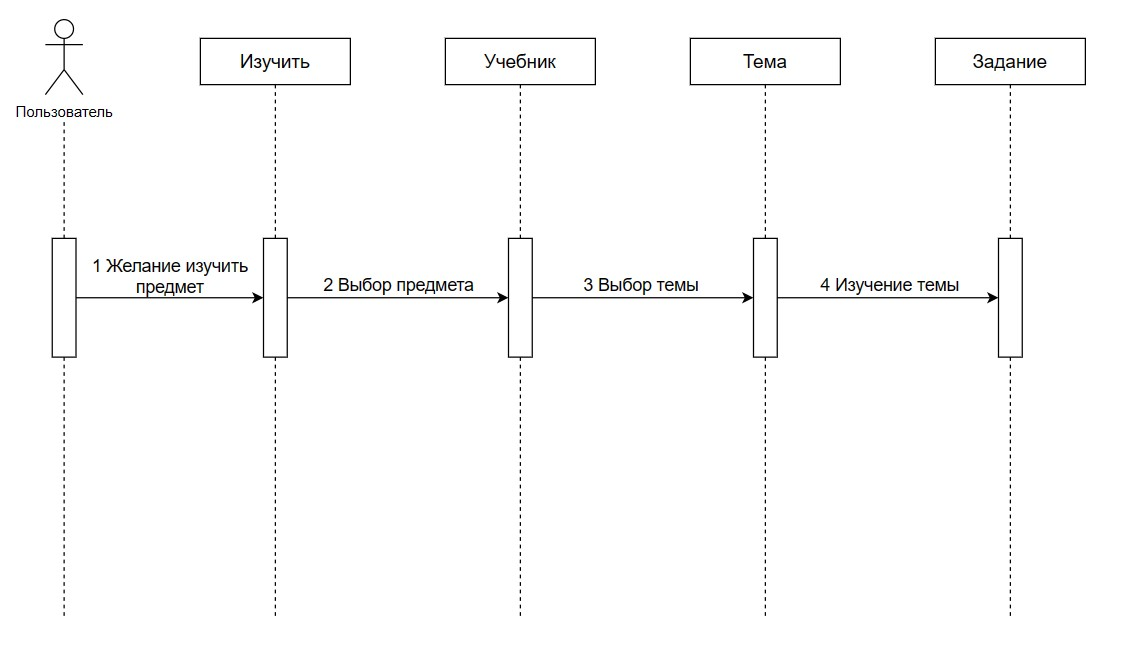 Пользователь
Изучить
Учебник
Тема
Задание
1 Желание изучить
предмет
2 Выбор предмета
3 Выбор темы
4 Изучение темы